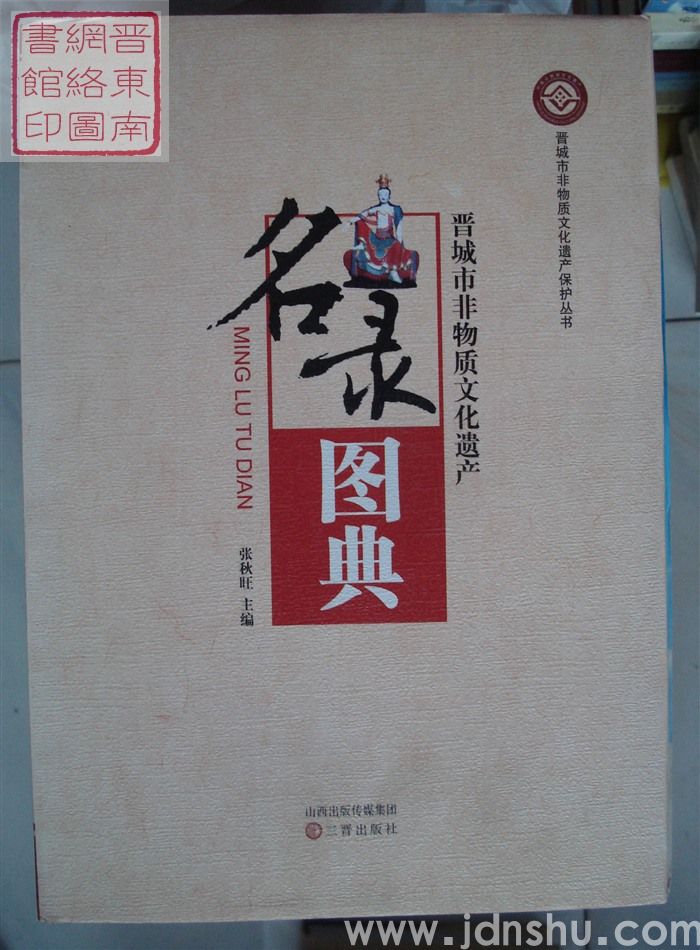 晋東南
網絡圖
書館印
晋城市非物质文化遗产保护丛书
晋城市非物质文化遗产
名录
图典
MING LU TU DIAN
张秋旺 主编
山西出版传媒集团
三晋出版社
www.jdnshu.com